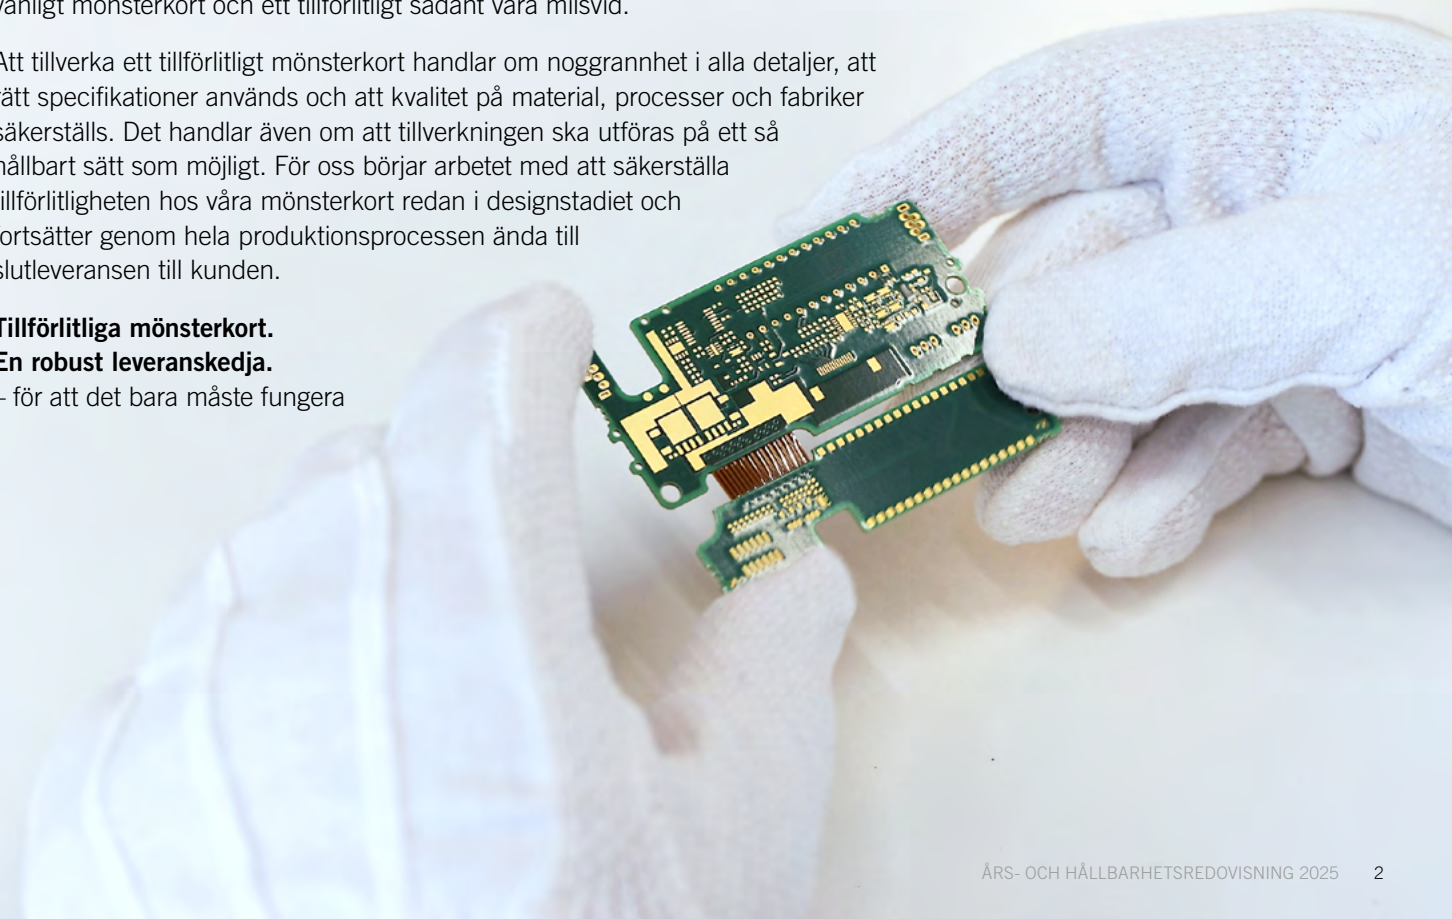 vanligt mönsterkort och ett tillförlitligt sådant vara milsvid.
Att tillverka ett tillförlitligt mönsterkort handlar om noggrannhet i alla detaljer, att
rätt specifikationer används och att kvalitet på material, processer och fabriker
säkerställs. Det handlar även om att tillverkningen ska utföras på ett så
hållbart sätt som möjligt. För oss börjar arbetet med att säkerställa
tillförlitligheten hos våra mönsterkort redan i designstadiet och
fortsätter genom hela produktionsprocessen ända till
slutleveransen till kunden.
Tillförlitliga mönsterkort.
En robust leveranskedja.
– för att det bara måste fungera
ÅRS- OCH HÅLLBARHETSREDOVISNING 2025 2